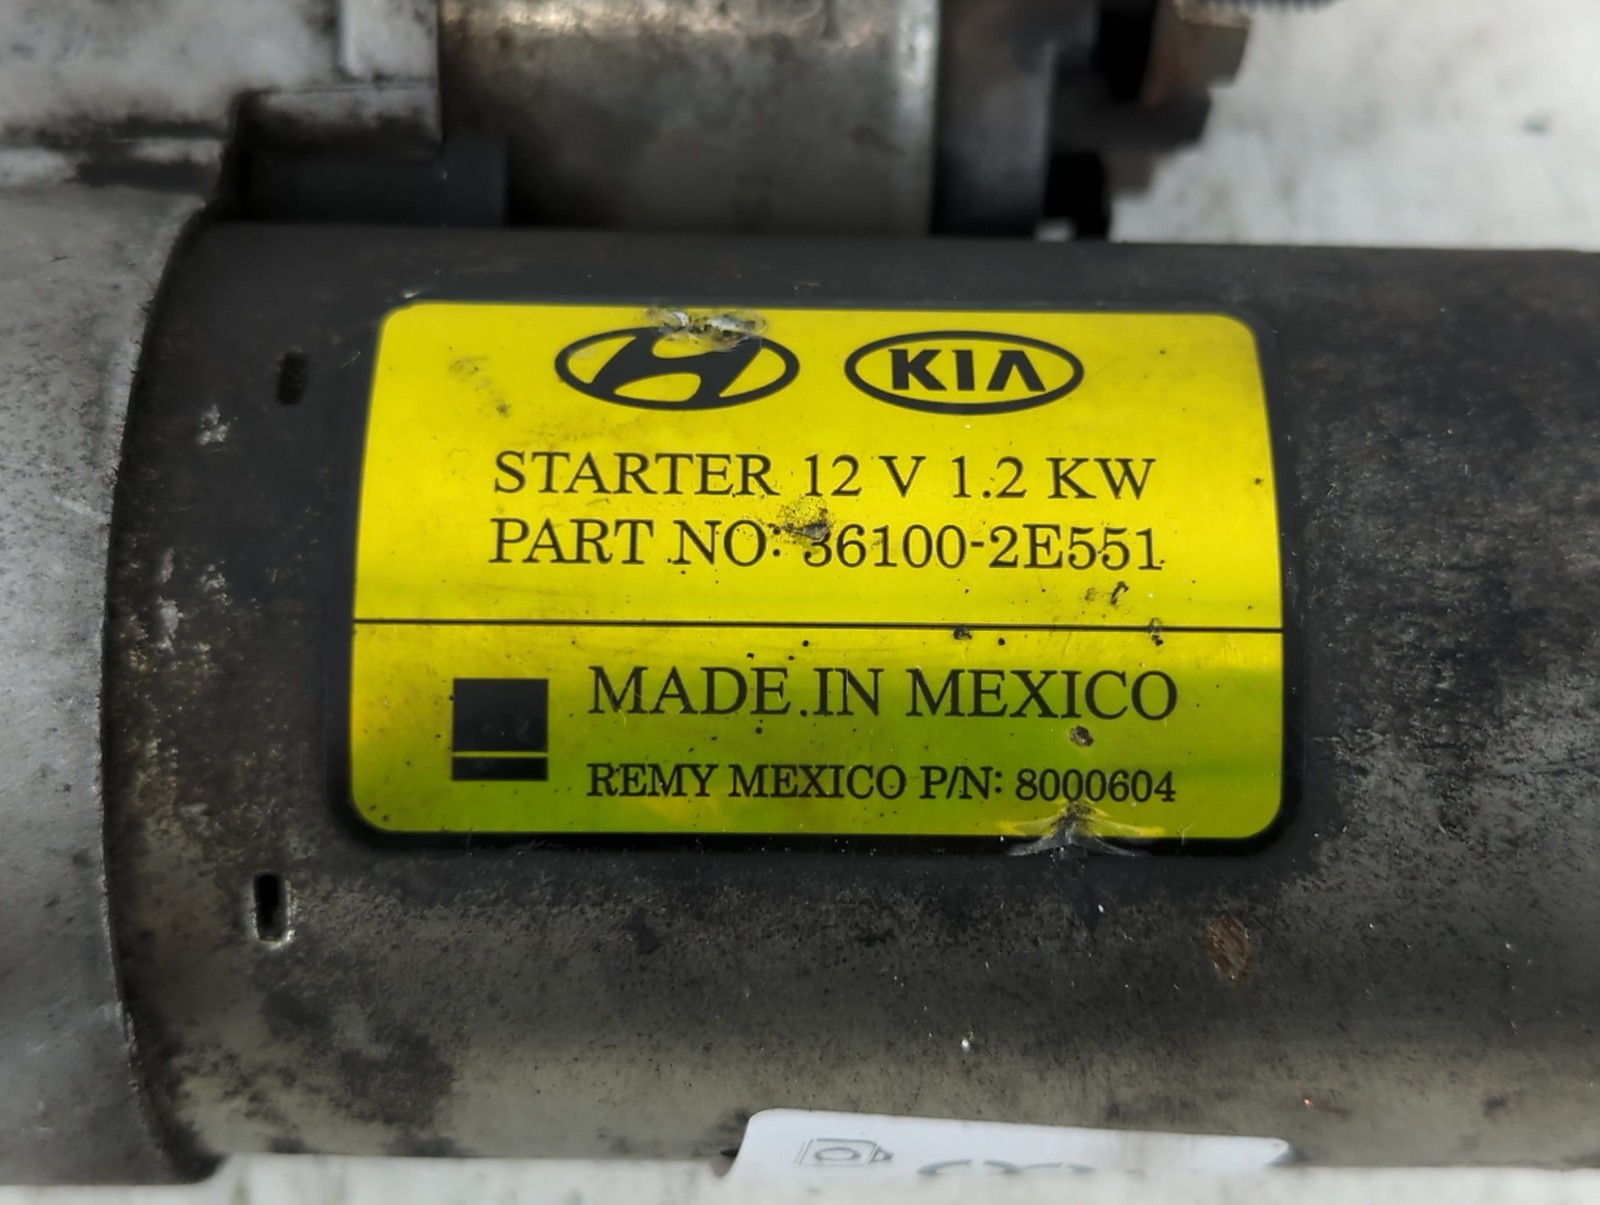 KIA
STARTER 12 V 1.2 KW
PART NO: 36100-2E551
MADE IN MEXICO
REMY MEXICO P/N: 8000604